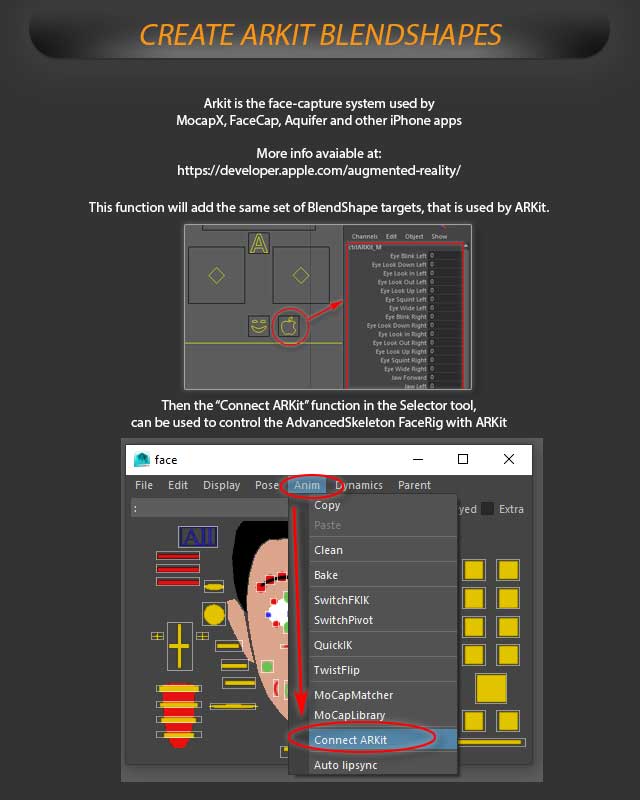 CREATE ARKIT BLENDSHAPES
Arkit is the face-capture system used by
MocapX, FaceCap, Aquifer and other iPhone apps
More info avaiable at:
https://developer.apple.com/augmented-reality/
This function will add the same set of BlendShape targets, that is used by ARKit.
A
Channels Edit Object Show
ctrlARKit_M
Eye Blink Left 0
Eye Look Down Left 0
Eye Look In Left 0
Eye Look Out Left 0
Eye Look Up Left 0
Eye Squint Left 0
Eye Wide Left 0
Eye Blink Right 0
Eye Look Down Right 0
Eye Look In Right 0
Eye Look Out Right 0
Eye Look Up Right 0
Eye Squint Right 0
Eye Wide Right 0
Jaw Forward 0
Jaw Left 0
Then the “Connect ARKit” function in the Selector tool,
can be used to control the AdvancedSkeleton FaceRig with ARKit
face
File Edit Display Pose Anim Dynamics Parent
: yed Extra
All
Copy
Paste
Clean
Bake
SwitchFKIK
SwitchPivot
QuickIK
TwistFlip
MoCapMatcher
MoCapLibrary
Connect ARKit
Auto lipsync